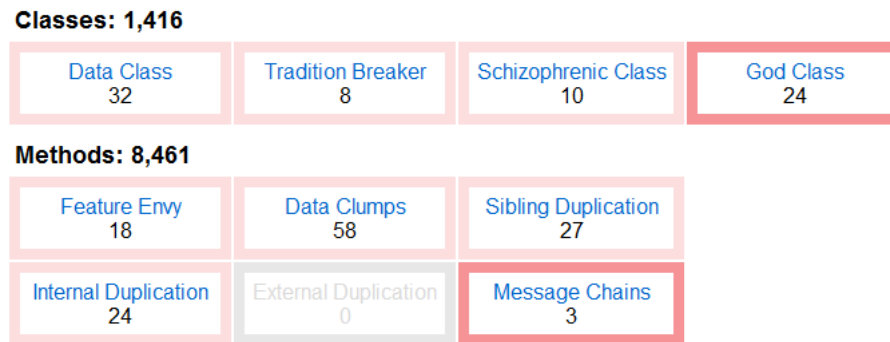 Classes: 1,416
Data Class
32
Tradition Breaker
8
Schizophrenic Class
10
God Class
24
Methods: 8,461
Feature Envy
18
Data Clumps
58
Sibling Duplication
27
Internal Duplication
24
External Duplication
0
Message Chains
3